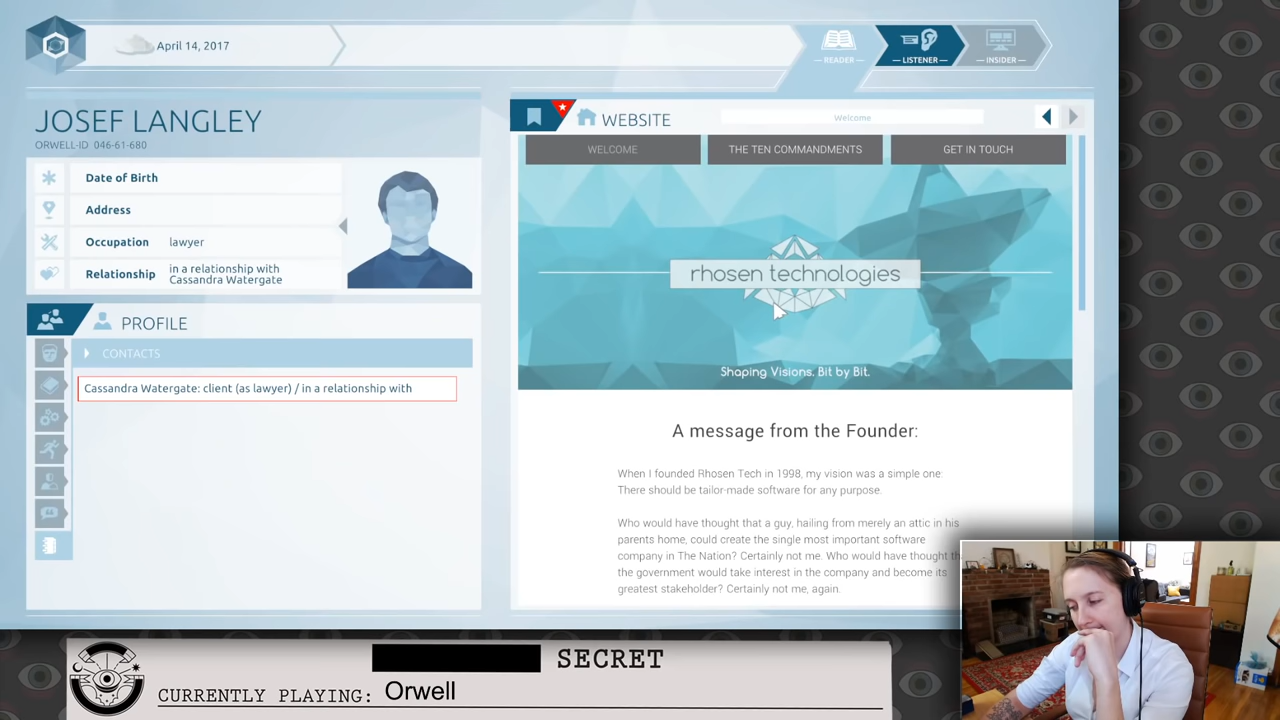 April 14, 2017
READER
LISTENER
INSIDER
JOSEF LANGLEY
ORWELL-ID 046-61-680
Date of Birth
Address
Occupation lawyer
Relationship in a relationship with
Cassandra Watergate
PROFILE
CONTACTS
Cassandra Watergate: client (as lawyer) / in a relationship with
WEBSITE
Welcome
WELCOME
THE TEN COMMANDMENTS
GET IN TOUCH
rhosen technologies
Shaping Visions. Bit by Bit.
A message from the Founder:
When I founded Rhosen Tech in 1998, my vision was a simple one:
There should be tailor-made software for any purpose.
Who would have thought that a guy, hailing from merely an attic in his
parents home, could create the single most important software
company in The Nation? Certainly not me. Who would have thought th
the government would take interest in the company and become its
greatest stakeholder? Certainly not me, again.
SECRET
CURRENTLY PLAYING: Orwell